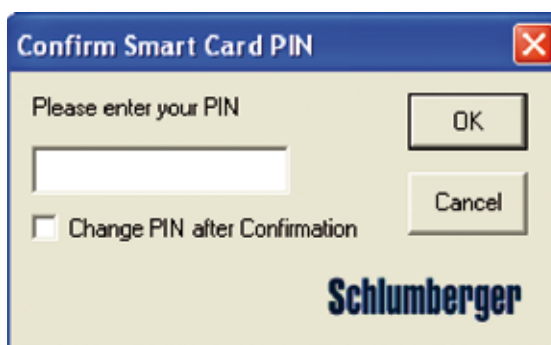 Confirm Smart Card PIN
Please enter your PIN
OK
Cancel
Change PIN after Confirmation
Schlumberger